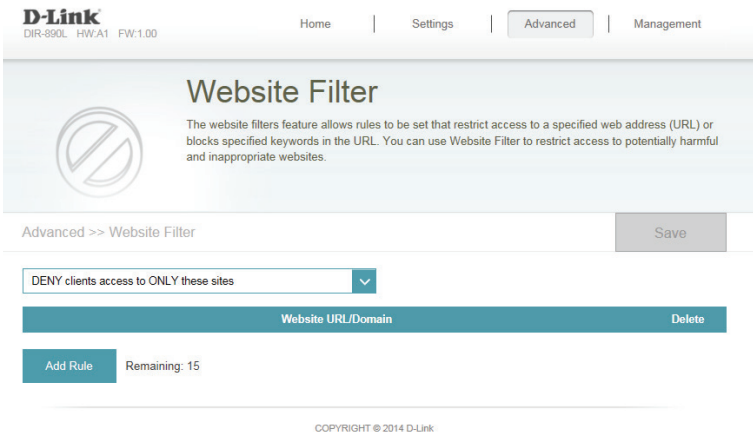 D-Link
DIR-890L HW:A1 FW:1.00
Home
Settings
Advanced
Management
Website Filter
The website filters feature allows rules to be set that restrict access to a specified web address (URL) or
blocks specified keywords in the URL. You can use Website Filter to restrict access to potentially harmful
and inappropriate websites.
Advanced >> Website Filter
Save
DENY clients access to ONLY these sites
Website URL/Domain
Delete
Add Rule
Remaining: 15
COPYRIGHT © 2014 D-Link